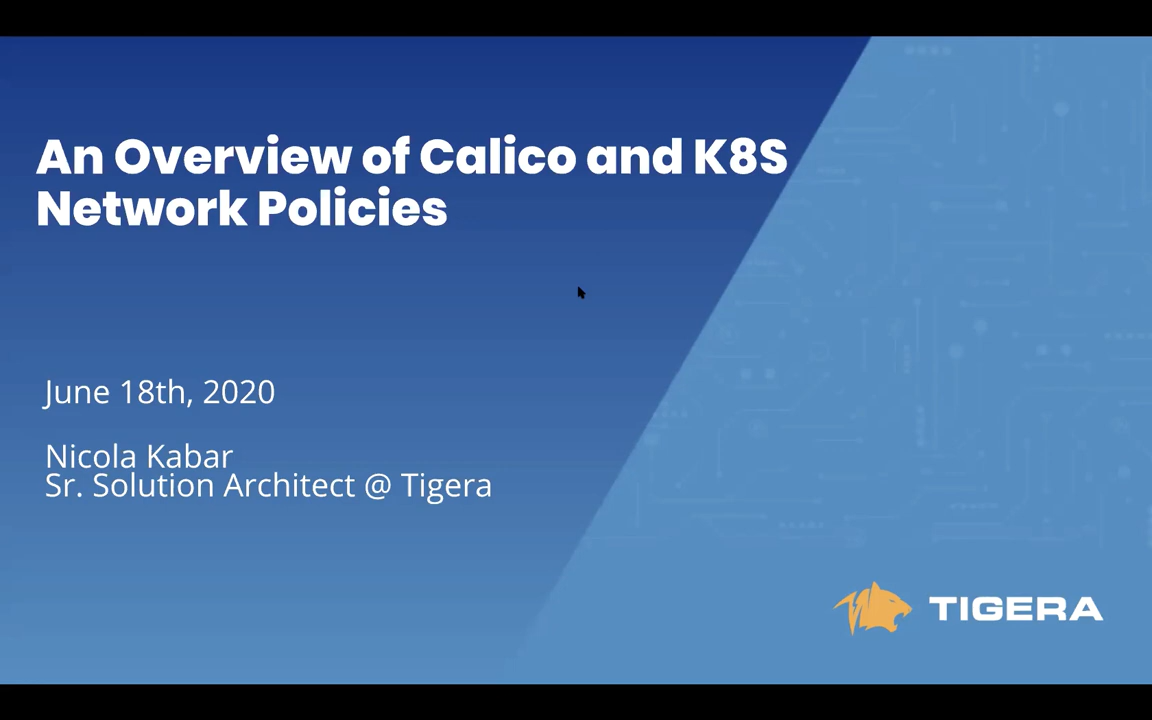 An Overview of Calico and K8S
Network Policies
June 18th, 2020
Nicola Kabar
Sr. Solution Architect @ Tigera
TIGERA